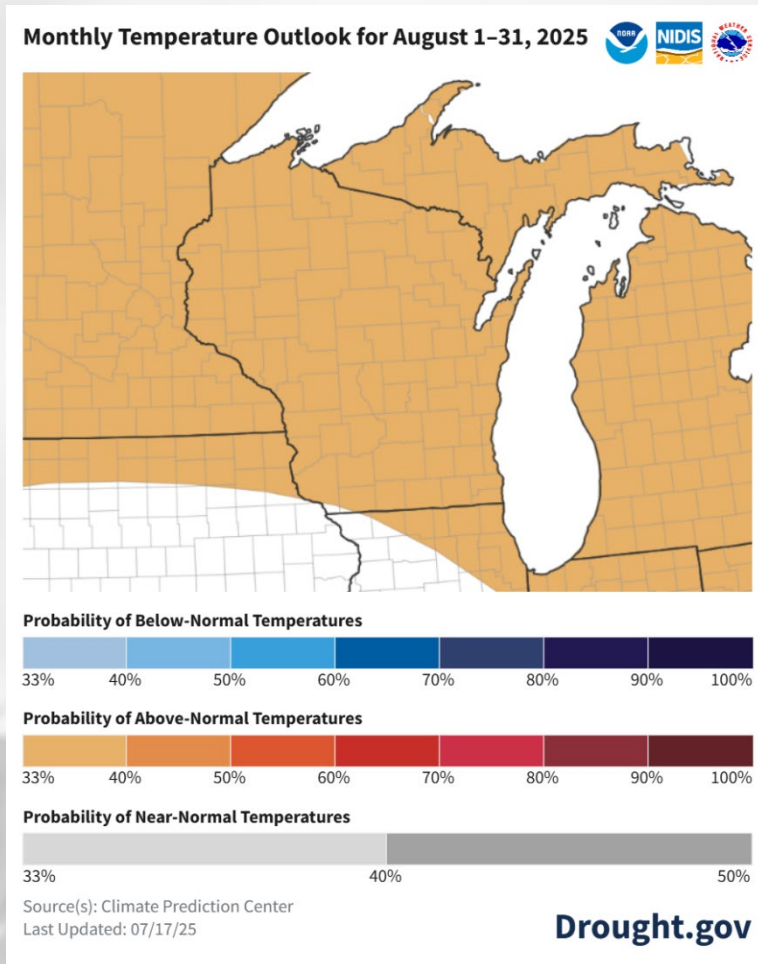 Monthly Temperature Outlook for August 1–31, 2025
NOAA
NIDIS
Probability of Below-Normal Temperatures
33% 40% 50% 60% 70% 80% 90% 100%
Probability of Above-Normal Temperatures
33% 40% 50% 60% 70% 80% 90% 100%
Probability of Near-Normal Temperatures
33% 40% 50%
Source(s): Climate Prediction Center
Last Updated: 07/17/25
Drought.gov